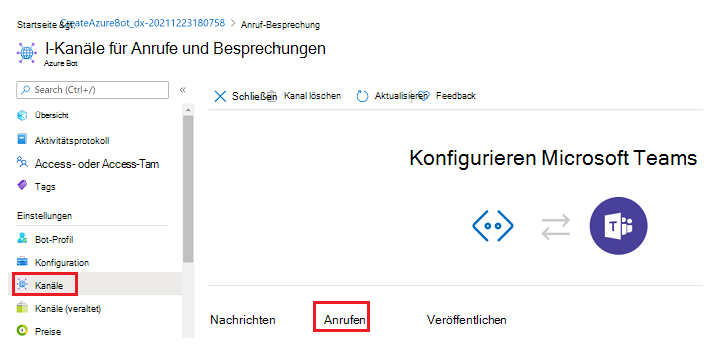 Startseite &gt; CreateAzureBot_dx-20211223180758 > Anruf-Besprechung
I-Kanäle für Anrufe und Besprechungen
Azure Bot
Search (Ctrl+/)
«
Schließen Kanal löschen Aktualisieren Feedback
Übersicht
Aktivitätsprotokoll
Access- oder Access-Tam
Tags
Einstellungen
Bot-Profil
Konfiguration
Kanäle
Kanäle (veraltet)
Preise
Konfigurieren Microsoft Teams
Nachrichten Anrufen Veröffentlichen